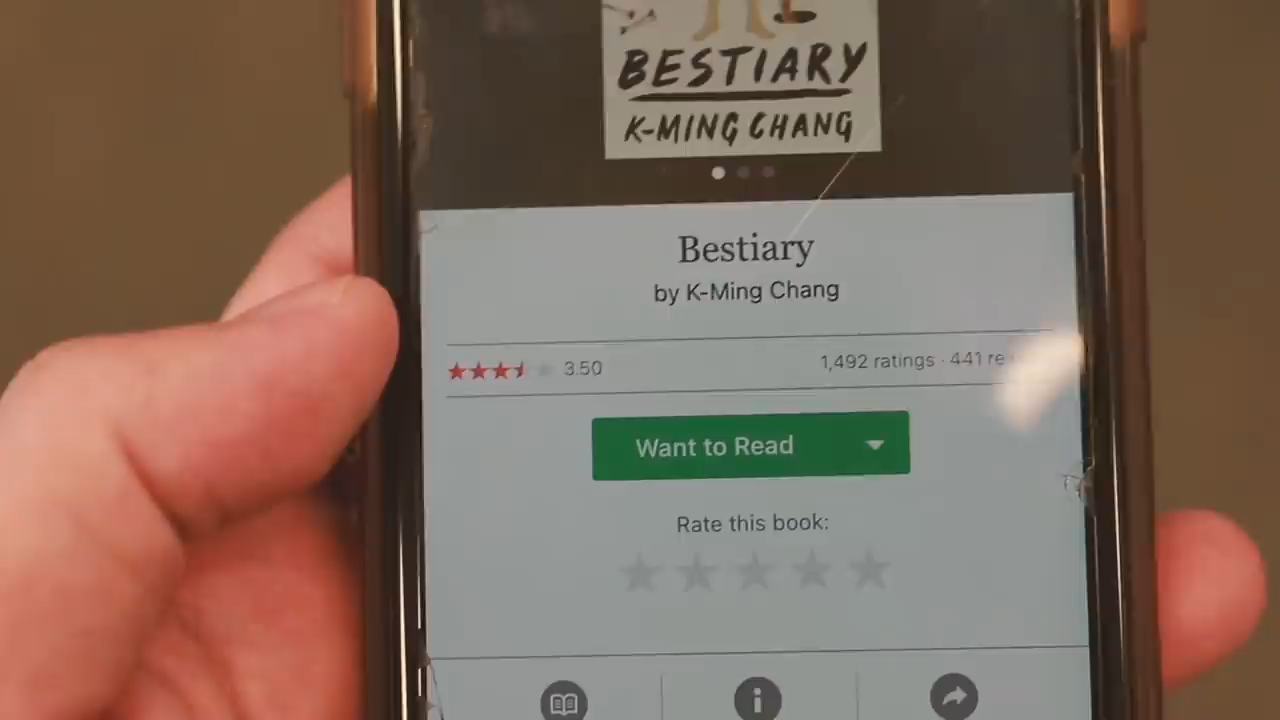 BESTIARY
K-MING CHANG
Bestiary
by K-Ming Chang
3.50
1,492 ratings · 441
Want to Read
Rate this book: